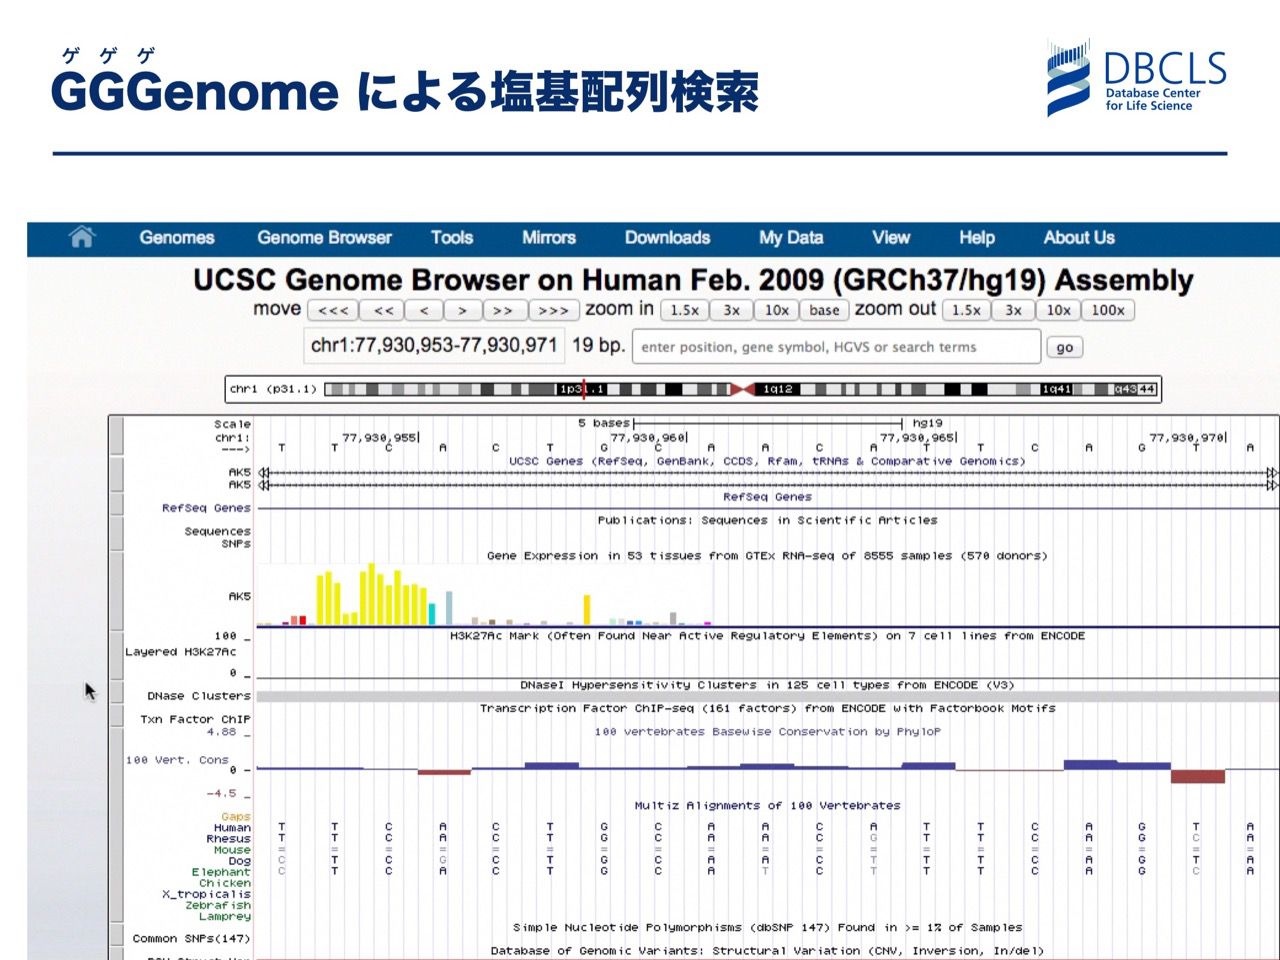 ゲ ゲ ゲ
GGGenome による塩基配列検索
DBCLS
Database Center
for Life Science
Genomes Genome Browser Tools Mirrors Downloads My Data View Help About Us
UCSC Genome Browser on Human Feb. 2009 (GRCh37/hg19) Assembly
move <<< << < > >> >>> zoom in 1.5x 3x 10x base zoom out 1.5x 3x 10x 100x
chr1:77,930,953-77,930,971 19 bp. enter position, gene symbol, HGVS or search terms go
chr1 (p31.1) 1p31.1 1q12 1q41 q43 44
Scale 5 bases hg19
chr1: 77,930,955| 77,930,960| 77,930,965| 77,930,970|
---> T T C A C T G C A A C A T T C A G T A
UCSC Genes (RefSeq, GenBank, CCDS, Rfam, tRNAs & Comparative Genomics)
AK5
AK5
RefSeq Genes
RefSeq Genes
Publications: Sequences in Scientific Articles
Sequences
SNPs
Gene Expression in 53 tissues from GTEx RNA-seq of 8555 samples (570 donors)
AK5
H3K27Ac Mark (Often Found Near Active Regulatory Elements) on 7 cell lines from ENCODE
100 _
Layered H3K27Ac
0 _
DNaseI Hypersensitivity Clusters in 125 cell types from ENCODE (V3)
DNase Clusters
Transcription Factor ChIP-seq (161 factors) from ENCODE with Factorbook Motifs
Txn Factor ChIP
100 vertebrates Basewise Conservation by PhyloP
4.88 _
100 Vert. Cons
0 _
-4.5 _
Multiz Alignments of 100 Vertebrates
Gaps
Human T T C A C T G C A A C A T T C A G T A
Rhesus T T C A C T G C A A C G T T C A G C A
Mouse = = = = = = = = = = = = = = = = = = =
Dog C T C G C T G C A A C T T T C A G T A
Elephant C T C A C T G C A T C T T T C A G C A
Chicken
X_tropicalis
Zebrafish
Lamprey
Simple Nucleotide Polymorphisms (dbSNP 147) Found in >= 1% of Samples
Common SNPs(147)
Database of Genomic Variants: Structural Variation (CNV, Inversion, In/del)